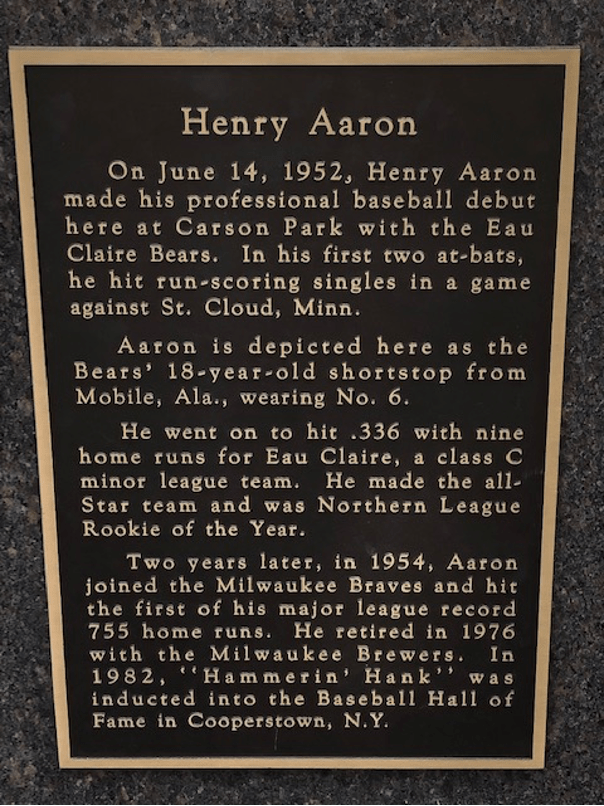 Henry Aaron
On June 14, 1952, Henry Aaron
made his professional baseball debut
here at Carson Park with the Eau
Claire Bears. In his first two at-bats,
he hit run-scoring singles in a game
against St. Cloud, Minn.
Aaron is depicted here as the
Bears' 18-year-old shortstop from
Mobile, Ala., wearing No. 6.
He went on to hit .336 with nine
home runs for Eau Claire, a class C
minor league team. He made the all-
Star team and was Northern League
Rookie of the Year.
Two years later, in 1954, Aaron
joined the Milwaukee Braves and hit
the first of his major league record
755 home runs. He retired in 1976
with the Milwaukee Brewers. In
1982, "Hammerin' Hank" was
inducted into the Baseball Hall of
Fame in Cooperstown, N.Y.